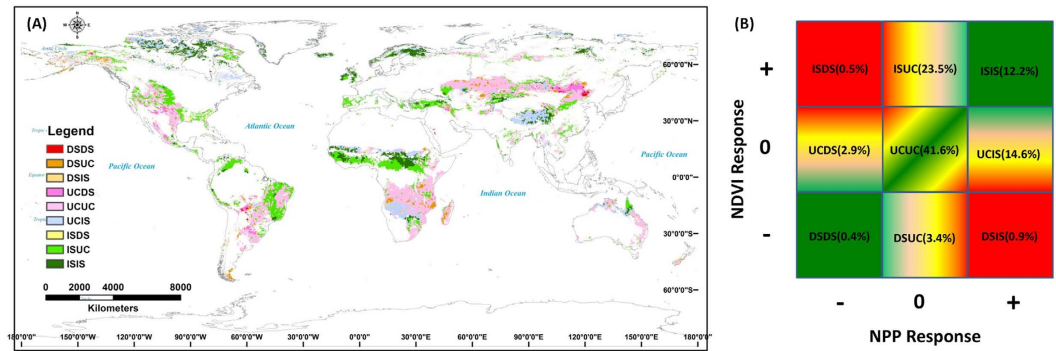 (A)
N
Arctic Circle
60°0'0"N
Atlantic Ocean
30°0'0"N
Legend
DSDS
DSUC
DSIS
UCDS
UCUC
UCIS
ISDS
ISUC
ISIS
Pacific Ocean
Pacific Ocean
0°0'0"
Indian Ocean
30°0'0"S
0 2000 4000 8000
Kilometers
60°0'0"S
180°0'0"W 150°0'0"W 120°0'0"W 90°0'0"W 60°0'0"W 30°0'0"W 0°0'0" 30°0'0"E 60°0'0"E 90°0'0"E 120°0'0"E 150°0'0"E 180°0'0"E
(B)
NDVI Response
+
ISDS(0.5%) ISUC(23.5%) ISIS(12.2%)
0
UCDS(2.9%) UCUC(41.6%) UCIS(14.6%)
-
DSDS(0.4%) DSUC(3.4%) DSIS(0.9%)
- 0 +
NPP Response